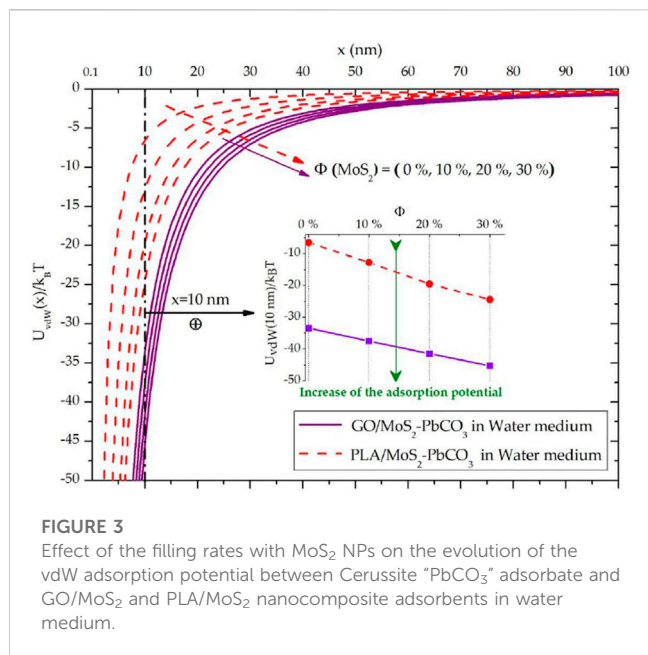 x (nm)
0.1 10 20 30 40 50 60 70 80 90 100
0
-5
-10
-15
-20
-25
-30
-35
-40
-45
-50
U_vdW(x)/k_BT
Φ (MoS₂) = ( 0 %, 10 %, 20 %, 30 %)
x=10 nm
⊕
Φ
0 % 10 % 20 % 30 %
-10
-20
-30
-40
-50
U_vdW(10 nm)/k_BT
Increase of the adsorption potential
GO/MoS₂-PbCO₃ in Water medium
PLA/MoS₂-PbCO₃ in Water medium
FIGURE 3
Effect of the filling rates with MoS₂ NPs on the evolution of the
vdW adsorption potential between Cerussite “PbCO₃” adsorbate and
GO/MoS₂ and PLA/MoS₂ nanocomposite adsorbents in water
medium.